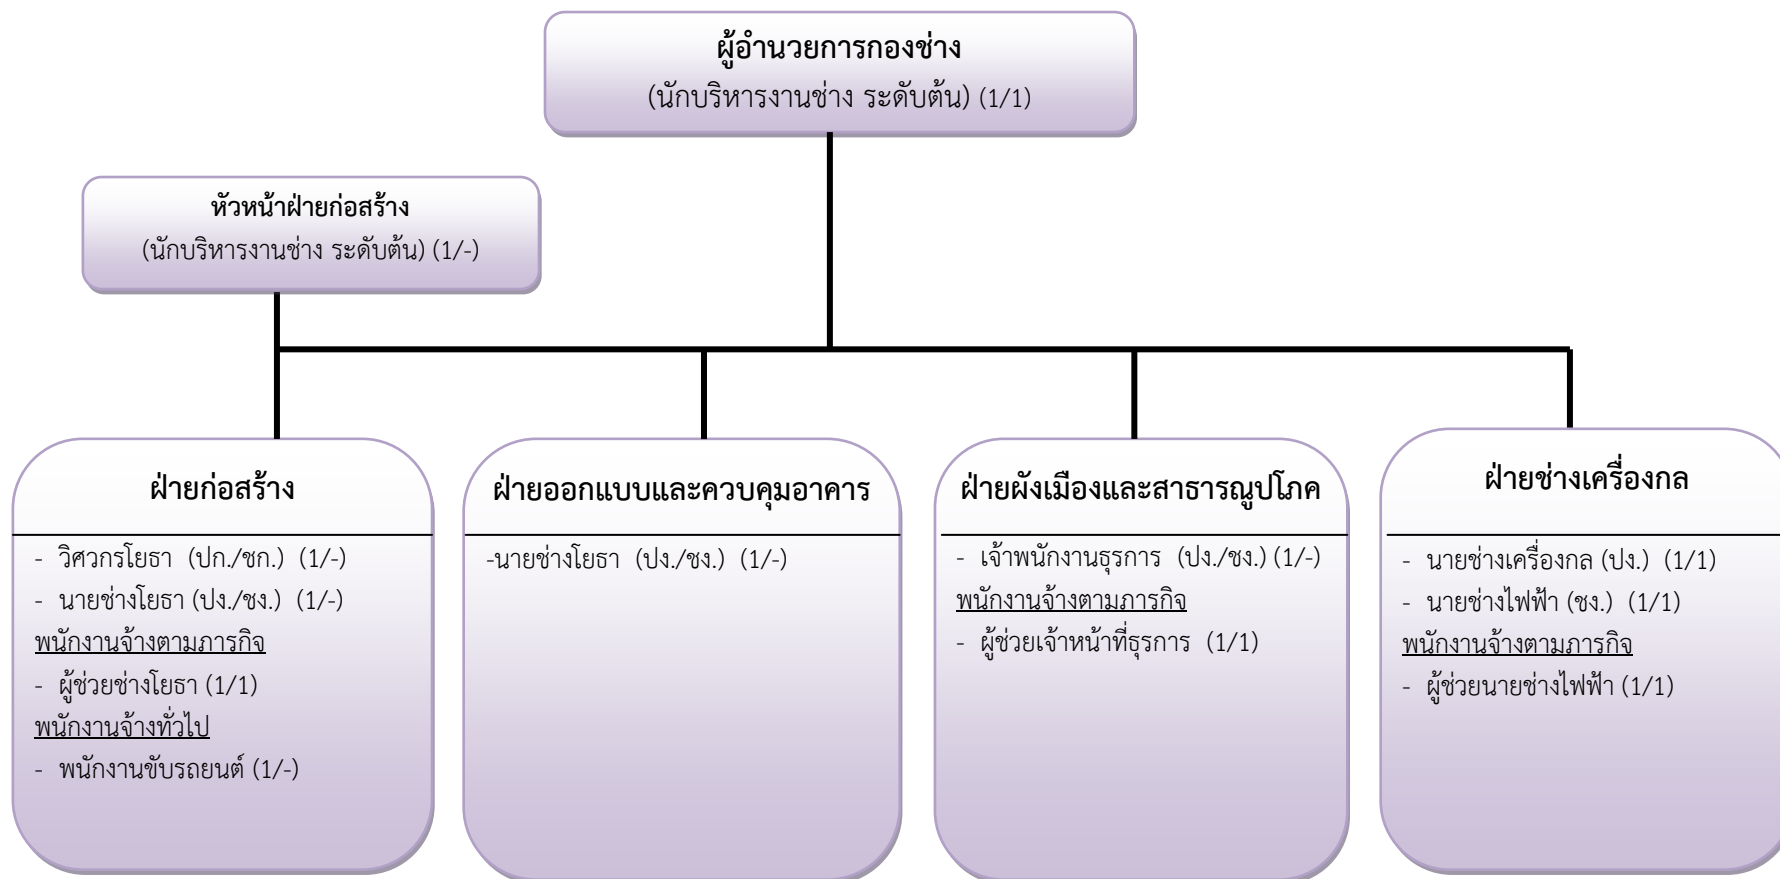 ผู้อำนวยการกองช่าง
(นักบริหารงานช่าง ระดับต้น) (1/1)
หัวหน้าฝ่ายก่อสร้าง
(นักบริหารงานช่าง ระดับต้น) (1/-)
ฝ่ายก่อสร้าง
- วิศวกรโยธา (ปก./ชก.) (1/-)
- นายช่างโยธา (ปง./ชง.) (1/-)
พนักงานจ้างตามภารกิจ
- ผู้ช่วยช่างโยธา (1/1)
พนักงานจ้างทั่วไป
- พนักงานขับรถยนต์ (1/-)
ฝ่ายออกแบบและควบคุมอาคาร
-นายช่างโยธา (ปง./ชง.) (1/-)
ฝ่ายผังเมืองและสาธารณูปโภค
- เจ้าพนักงานธุรการ (ปง./ชง.) (1/-)
พนักงานจ้างตามภารกิจ
- ผู้ช่วยเจ้าหน้าที่ธุรการ (1/1)
ฝ่ายช่างเครื่องกล
- นายช่างเครื่องกล (ปง.) (1/1)
- นายช่างไฟฟ้า (ชง.) (1/1)
พนักงานจ้างตามภารกิจ
- ผู้ช่วยนายช่างไฟฟ้า (1/1)